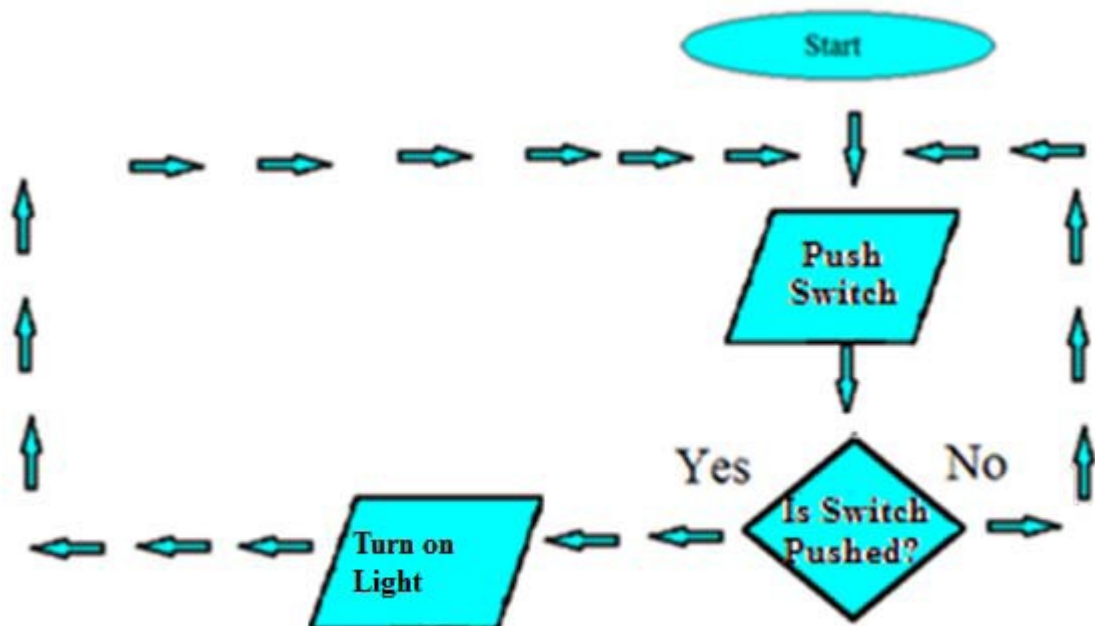 Start
Push
Switch
Yes
No
Is Switch
Pushed?
Turn on
Light